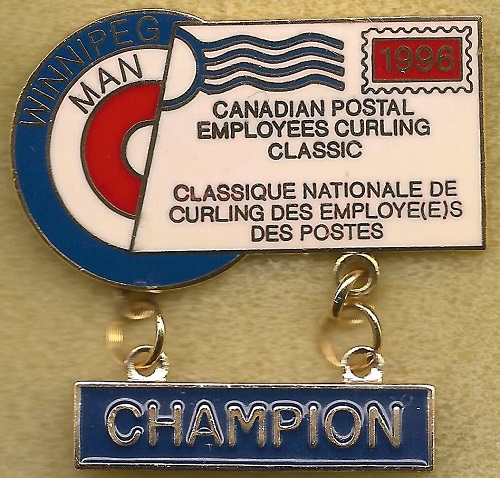 WINNIPEG
MAN
1996
CANADIAN POSTAL
EMPLOYEES CURLING
CLASSIC
CLASSIQUE NATIONALE DE
CURLING DES EMPLOYE(E)S
DES POSTES
CHAMPION